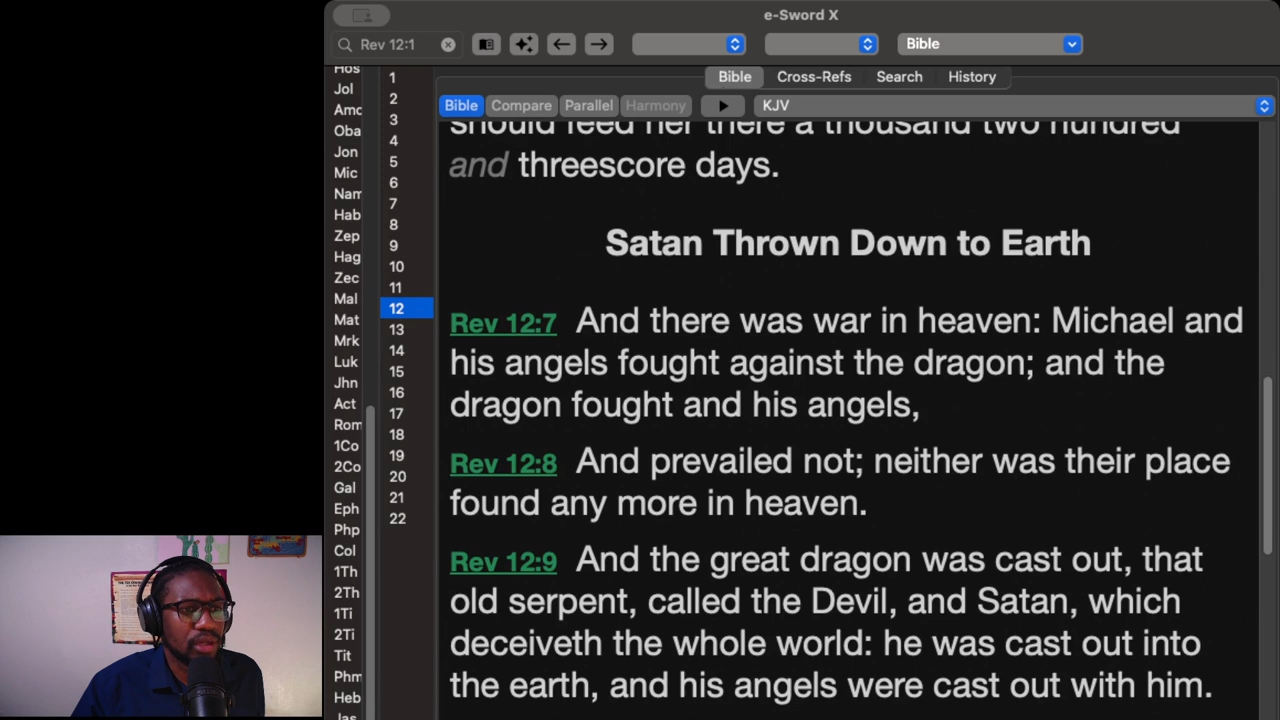 e-Sword X
Rev 12:1
Bible
Bible Cross-Refs Search History
Bible Compare Parallel Harmony KJV
should feed her there a thousand two hundred
and threescore days.
Satan Thrown Down to Earth
Rev 12:7 And there was war in heaven: Michael and
his angels fought against the dragon; and the
dragon fought and his angels,
Rev 12:8 And prevailed not; neither was their place
found any more in heaven.
Rev 12:9 And the great dragon was cast out, that
old serpent, called the Devil, and Satan, which
deceiveth the whole world: he was cast out into
the earth, and his angels were cast out with him.
Hos
Jol
Amo
Oba
Jon
Mic
Nam
Hab
Zep
Hag
Zec
Mal
Mat
Mrk
Luk
Jhn
Act
Rom
1Co
2Co
Gal
Eph
Php
Col
1Th
2Th
1Ti
2Ti
Tit
Phm
Heb
Jas
1
2
3
4
5
6
7
8
9
10
11
12
13
14
15
16
17
18
19
20
21
22